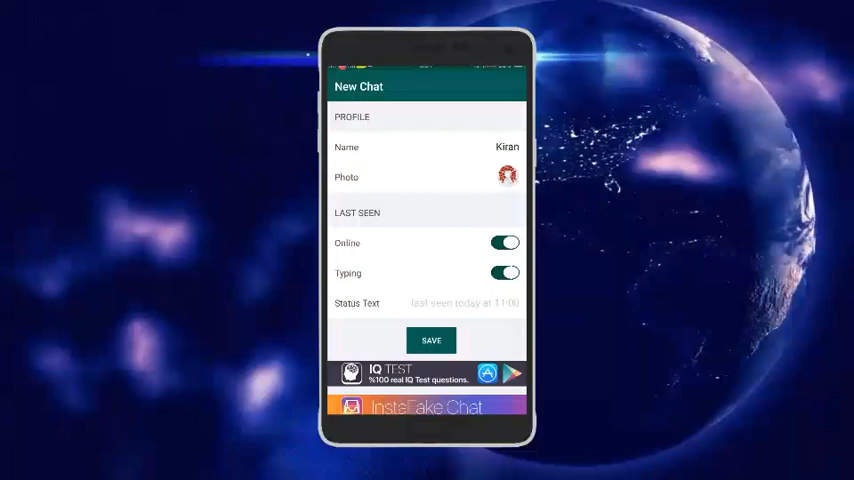 New Chat
PROFILE
Name Kiran
Photo
LAST SEEN
Online
Typing
Status Text last seen today at 11:00
SAVE
IQ TEST
%100 real IQ Test questions.
InstaFake Chat